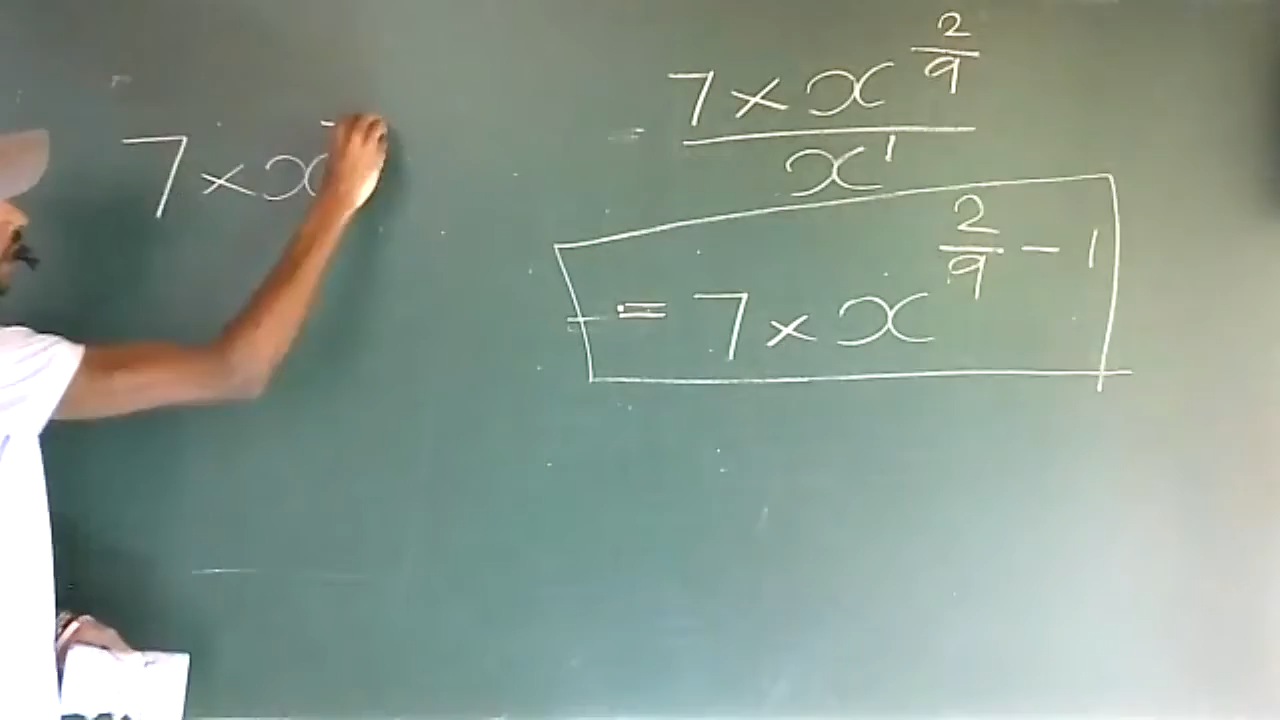 7 × x^-
= (7 × x^(2/9)) / x^1
= 7 × x^(2/9 - 1)